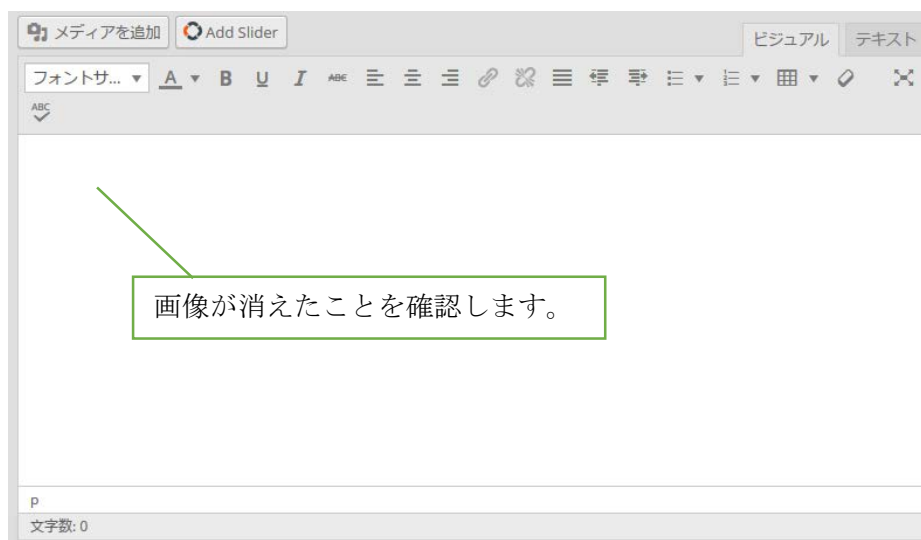 メディアを追加 Add Slider
ビジュアル テキスト
フォントサ... A B U I ABC
ABC
画像が消えたことを確認します。
p
文字数: 0